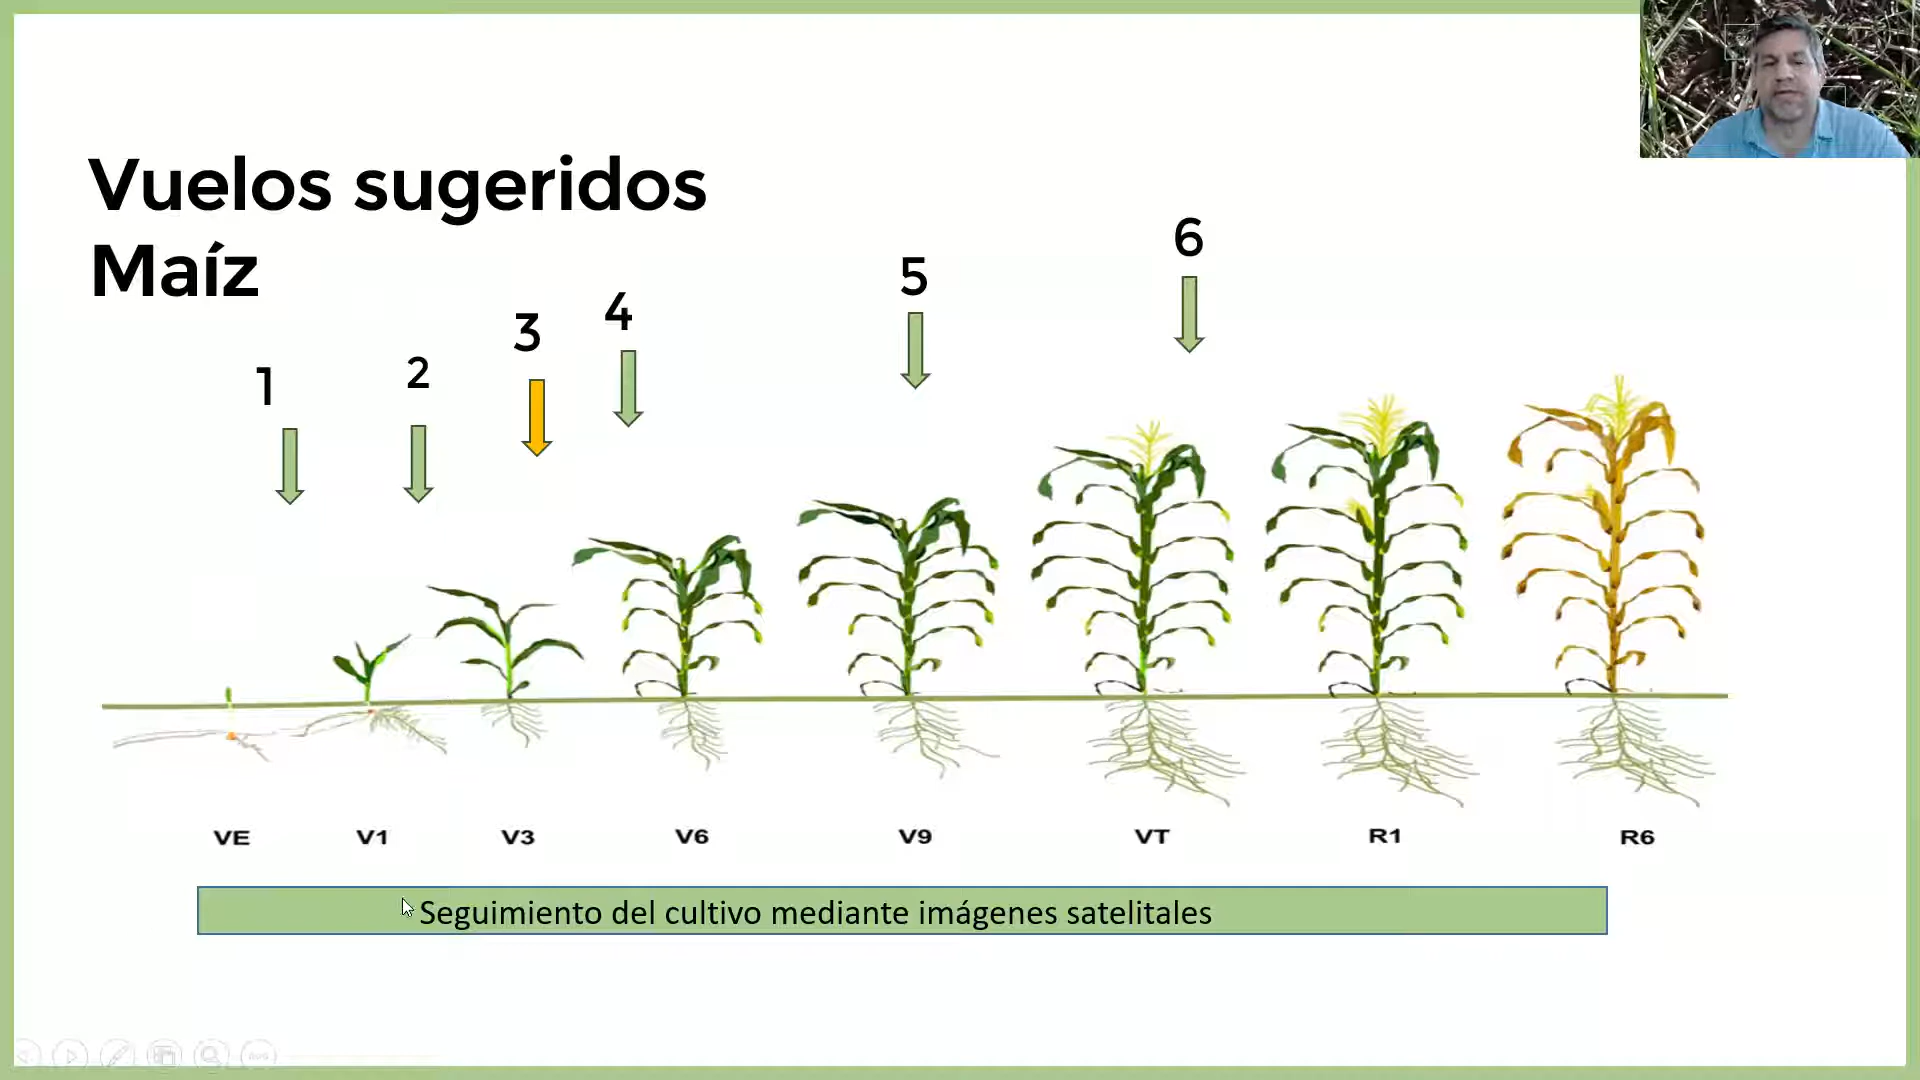 Vuelos sugeridos
Maíz
1
2
3
4
5
6
VE
V1
V3
V6
V9
VT
R1
R6
Seguimiento del cultivo mediante imágenes satelitales